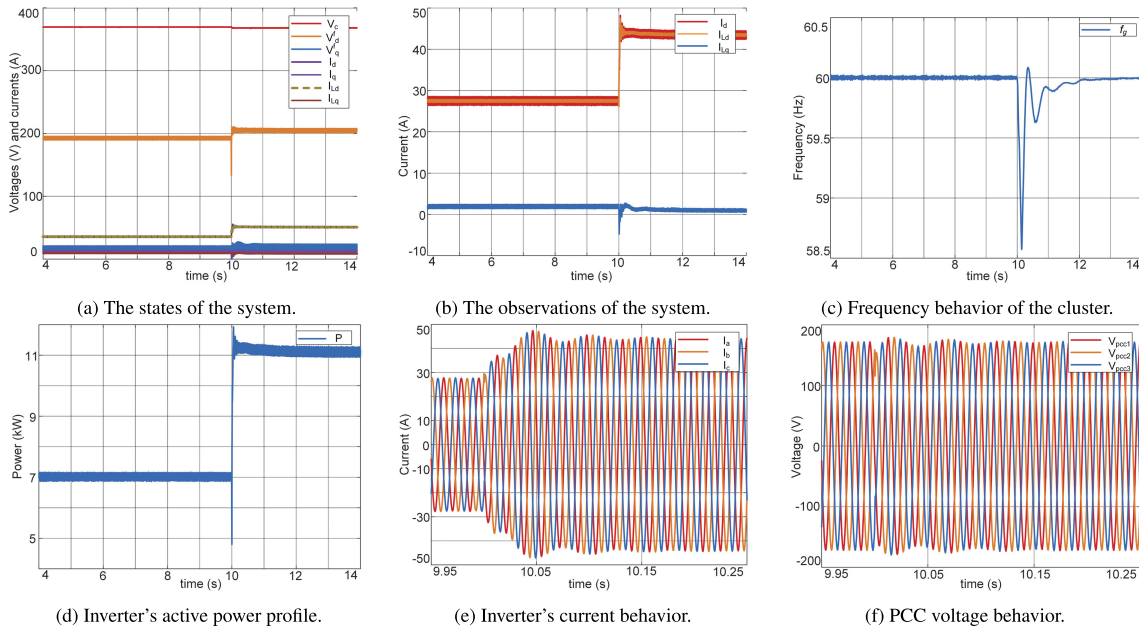 400
300
200
100
0
Voltages (V) and currents (A)
V_c
V^f_d
V^f_q
I_d
I_q
I_Ld
I_Lq
4 6 8 10 12 14
time (s)
(a) The states of the system.
50
40
30
20
10
0
-10
Current (A)
I_d
I_Ld
I_Lq
4 6 8 10 12 14
time (s)
(b) The observations of the system.
60.5
60
59.5
59
58.5
Frequency (Hz)
f_g
4 6 8 10 12 14
time (s)
(c) Frequency behavior of the cluster.
11
9
7
5
Power (kW)
P
4 6 8 10 12 14
time (s)
(d) Inverter's active power profile.
50
30
10
0
-10
-30
-50
Current (A)
I_a
I_b
I_c
9.95 10.05 10.15 10.25
time (s)
(e) Inverter's current behavior.
200
100
0
-100
-200
Voltage (V)
V_pcc1
V_pcc2
V_pcc3
9.95 10.05 10.15 10.25
time (s)
(f) PCC voltage behavior.